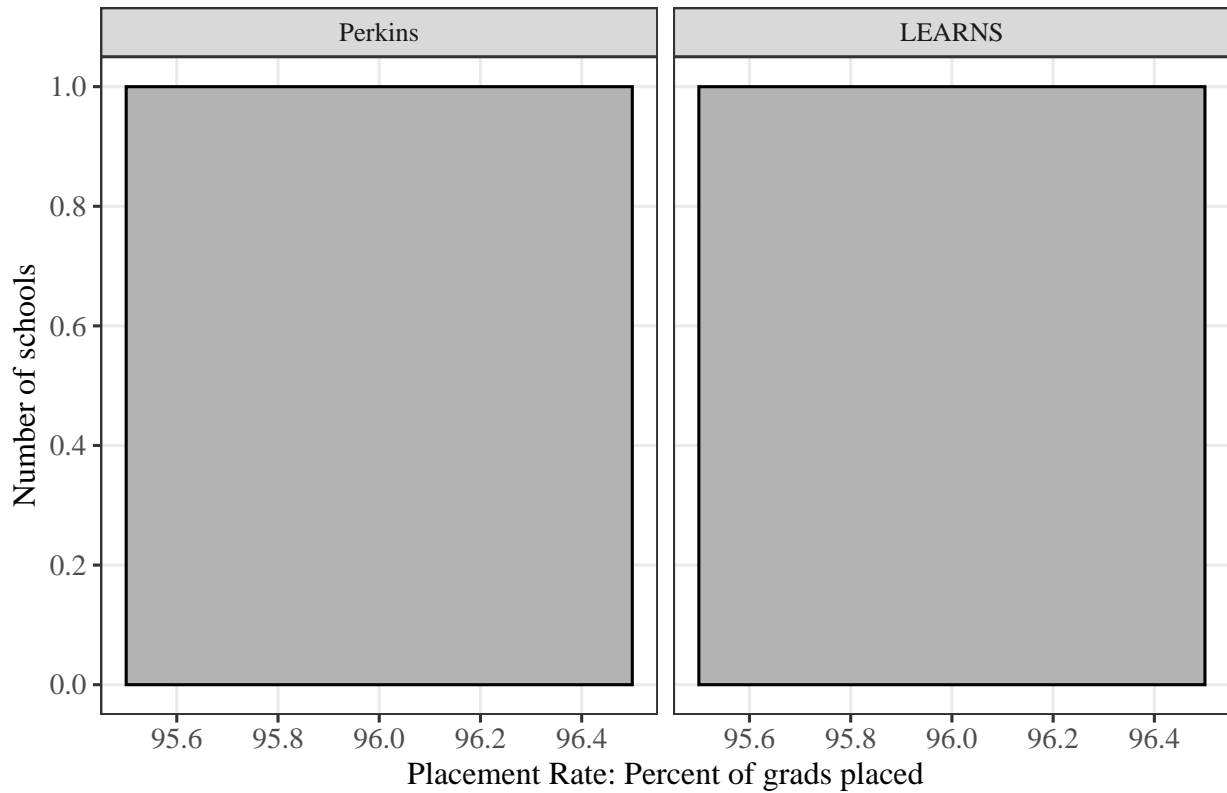 Perkins LEARNS
Number of schools
1.0
0.8
0.6
0.4
0.2
0.0
95.6 95.8 96.0 96.2 96.4 95.6 95.8 96.0 96.2 96.4
Placement Rate: Percent of grads placed